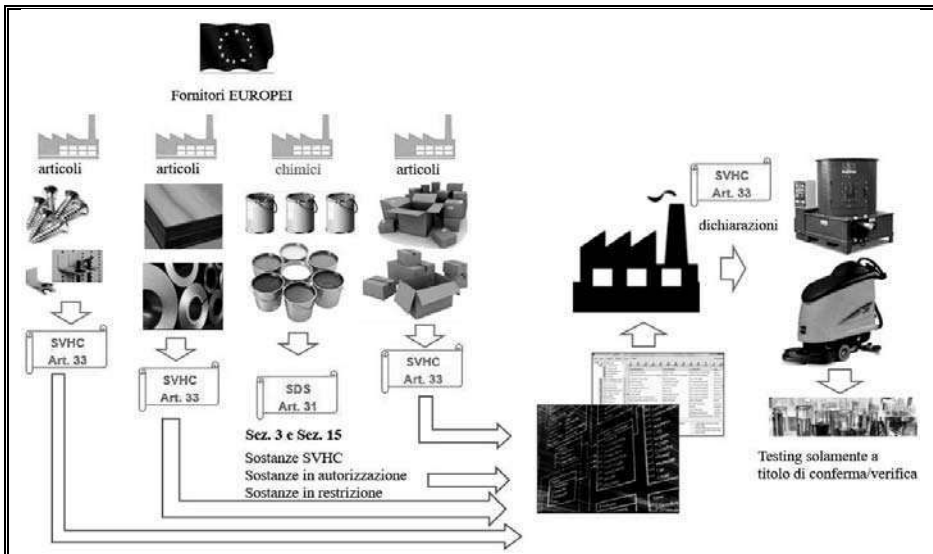 Fornitori EUROPEI
articoli
articoli
chimici
articoli
SVHC
Art. 33
SVHC
Art. 33
SDS
Art. 31
SVHC
Art. 33
Sez. 3 e Sez. 15
Sostanze SVHC
Sostanze in autorizzazione
Sostanze in restrizione
SVHC
Art. 33
dichiarazioni
Testing solamente a
titolo di conferma/verifica